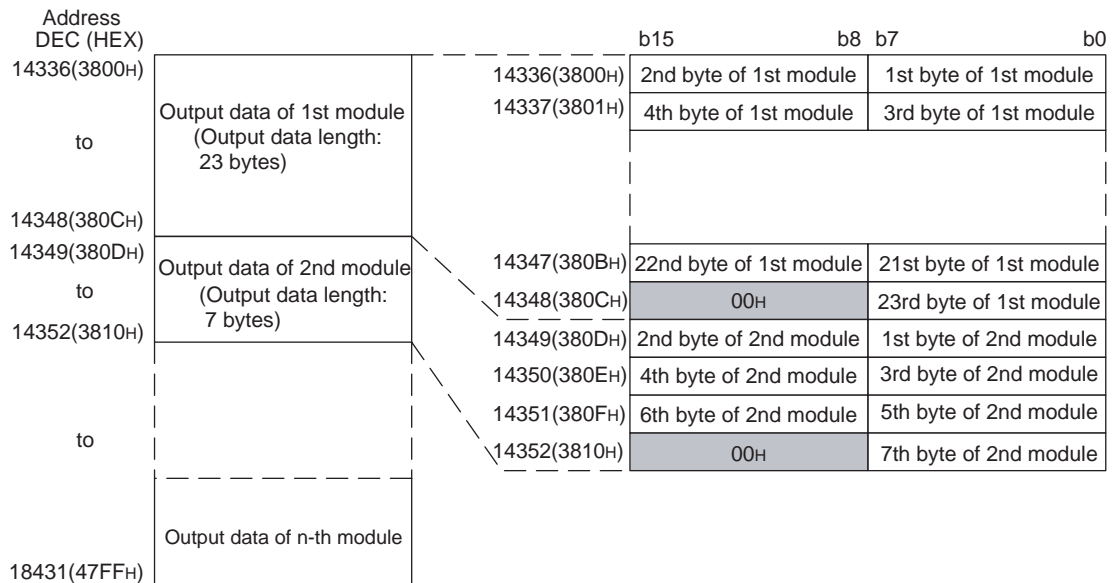 Address
DEC (HEX)
b15 b8 b7 b0
14336(3800H)
Output data of 1st module
(Output data length:
23 bytes)
to
14348(380CH)
14349(380DH)
Output data of 2nd module
(Output data length:
7 bytes)
to
14352(3810H)
to
Output data of n-th module
18431(47FFH)
14336(3800H) 2nd byte of 1st module 1st byte of 1st module
14337(3801H) 4th byte of 1st module 3rd byte of 1st module
14347(380BH) 22nd byte of 1st module 21st byte of 1st module
14348(380CH) 00H 23rd byte of 1st module
14349(380DH) 2nd byte of 2nd module 1st byte of 2nd module
14350(380EH) 4th byte of 2nd module 3rd byte of 2nd module
14351(380FH) 6th byte of 2nd module 5th byte of 2nd module
14352(3810H) 00H 7th byte of 2nd module